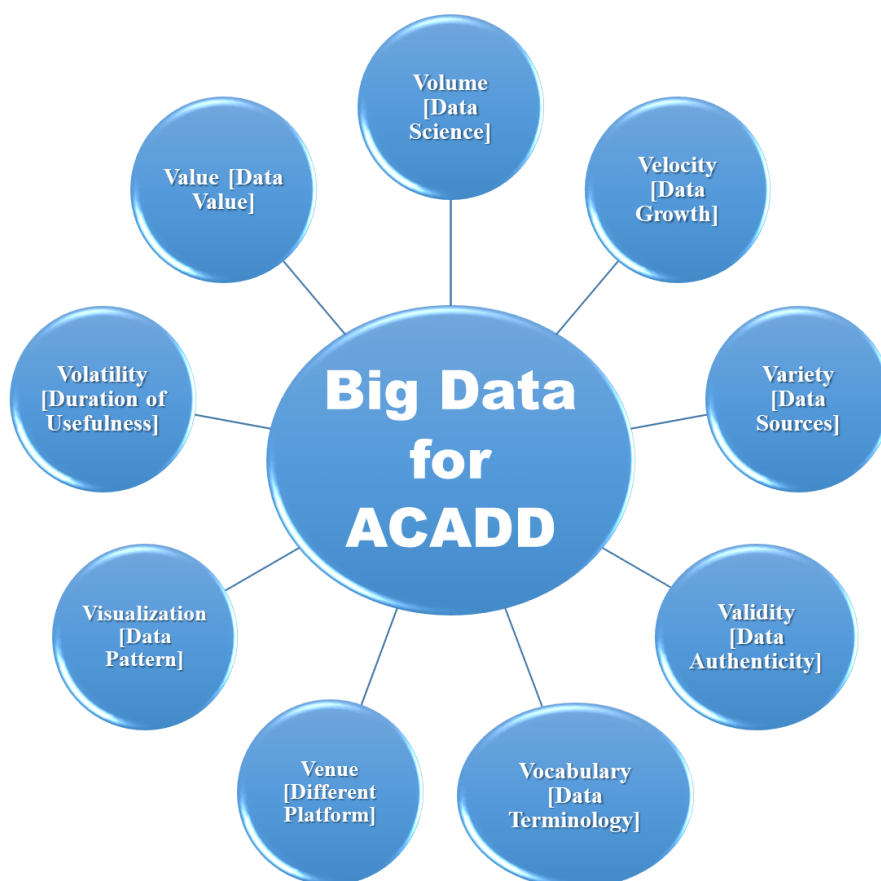 Volume
[Data
Science]
Velocity
[Data
Growth]
Variety
[Data
Sources]
Validity
[Data
Authenticity]
Vocabulary
[Data
Terminology]
Venue
[Different
Platform]
Visualization
[Data
Pattern]
Volatility
[Duration of
Usefulness]
Value [Data
Value]
Big Data
for
ACADD